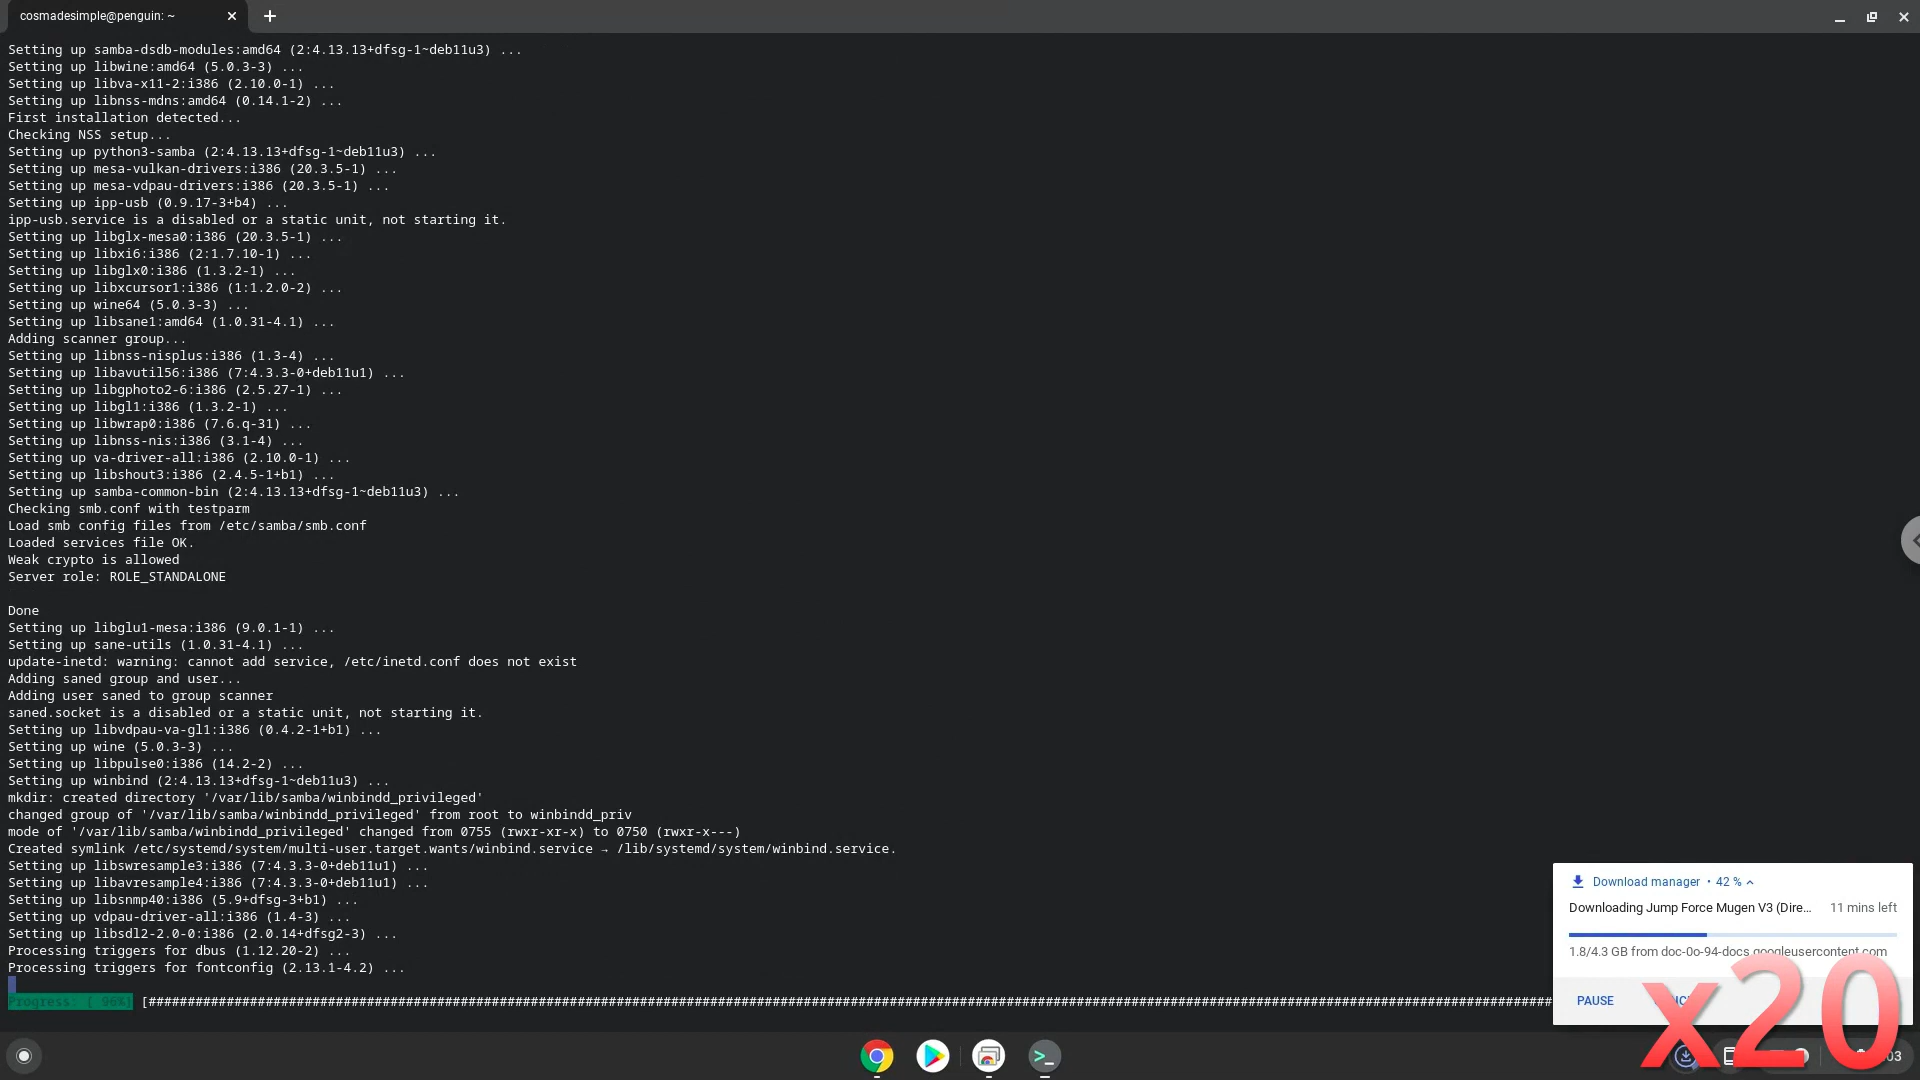 cosmadesimple@penguin: ~
Setting up samba-dsdb-modules:amd64 (2:4.13.13+dfsg-1~deb11u3) ...
Setting up libwine:amd64 (5.0.3-3) ...
Setting up libva-x11-2:i386 (2.10.0-1) ...
Setting up libnss-mdns:amd64 (0.14.1-2) ...
First installation detected...
Checking NSS setup...
Setting up python3-samba (2:4.13.13+dfsg-1~deb11u3) ...
Setting up mesa-vulkan-drivers:i386 (20.3.5-1) ...
Setting up mesa-vdpau-drivers:i386 (20.3.5-1) ...
Setting up ipp-usb (0.9.17-3+b4) ...
ipp-usb.service is a disabled or a static unit, not starting it.
Setting up libglx-mesa0:i386 (20.3.5-1) ...
Setting up libxi6:i386 (2:1.7.10-1) ...
Setting up libglx0:i386 (1.3.2-1) ...
Setting up libxcursor1:i386 (1:1.2.0-2) ...
Setting up wine64 (5.0.3-3) ...
Setting up libsane1:amd64 (1.0.31-4.1) ...
Adding scanner group...
Setting up libnss-nisplus:i386 (1.3-4) ...
Setting up libavutil56:i386 (7:4.3.3-0+deb11u1) ...
Setting up libgphoto2-6:i386 (2.5.27-1) ...
Setting up libgl1:i386 (1.3.2-1) ...
Setting up libwrap0:i386 (7.6.q-31) ...
Setting up libnss-nis:i386 (3.1-4) ...
Setting up va-driver-all:i386 (2.10.0-1) ...
Setting up libshout3:i386 (2.4.5-1+b1) ...
Setting up samba-common-bin (2:4.13.13+dfsg-1~deb11u3) ...
Checking smb.conf with testparm
Load smb config files from /etc/samba/smb.conf
Loaded services file OK.
Weak crypto is allowed
Server role: ROLE_STANDALONE
Done
Setting up libglu1-mesa:i386 (9.0.1-1) ...
Setting up sane-utils (1.0.31-4.1) ...
update-inetd: warning: cannot add service, /etc/inetd.conf does not exist
Adding saned group and user...
Adding user saned to group scanner
saned.socket is a disabled or a static unit, not starting it.
Setting up libvdpau-va-gl1:i386 (0.4.2-1+b1) ...
Setting up wine (5.0.3-3) ...
Setting up libpulse0:i386 (14.2-2) ...
Setting up winbind (2:4.13.13+dfsg-1~deb11u3) ...
mkdir: created directory '/var/lib/samba/winbindd_privileged'
changed group of '/var/lib/samba/winbindd_privileged' from root to winbindd_priv
mode of '/var/lib/samba/winbindd_privileged' changed from 0755 (rwxr-xr-x) to 0750 (rwxr-x---)
Created symlink /etc/systemd/system/multi-user.target.wants/winbind.service → /lib/systemd/system/winbind.service.
Setting up libswresample3:i386 (7:4.3.3-0+deb11u1) ...
Setting up libavresample4:i386 (7:4.3.3-0+deb11u1) ...
Setting up libsnmp40:i386 (5.9+dfsg-3+b1) ...
Setting up vdpau-driver-all:i386 (1.4-3) ...
Setting up libsdl2-2.0-0:i386 (2.0.14+dfsg2-3) ...
Processing triggers for dbus (1.12.20-2) ...
Processing triggers for fontconfig (2.13.1-4.2) ...
Progress: [ 96%]
Download manager • 42 %
Downloading Jump Force Mugen V3 (Dire... 11 mins left
1.8/4.3 GB from doc-0o-94-docs.googleusercontent.com
PAUSE
x20